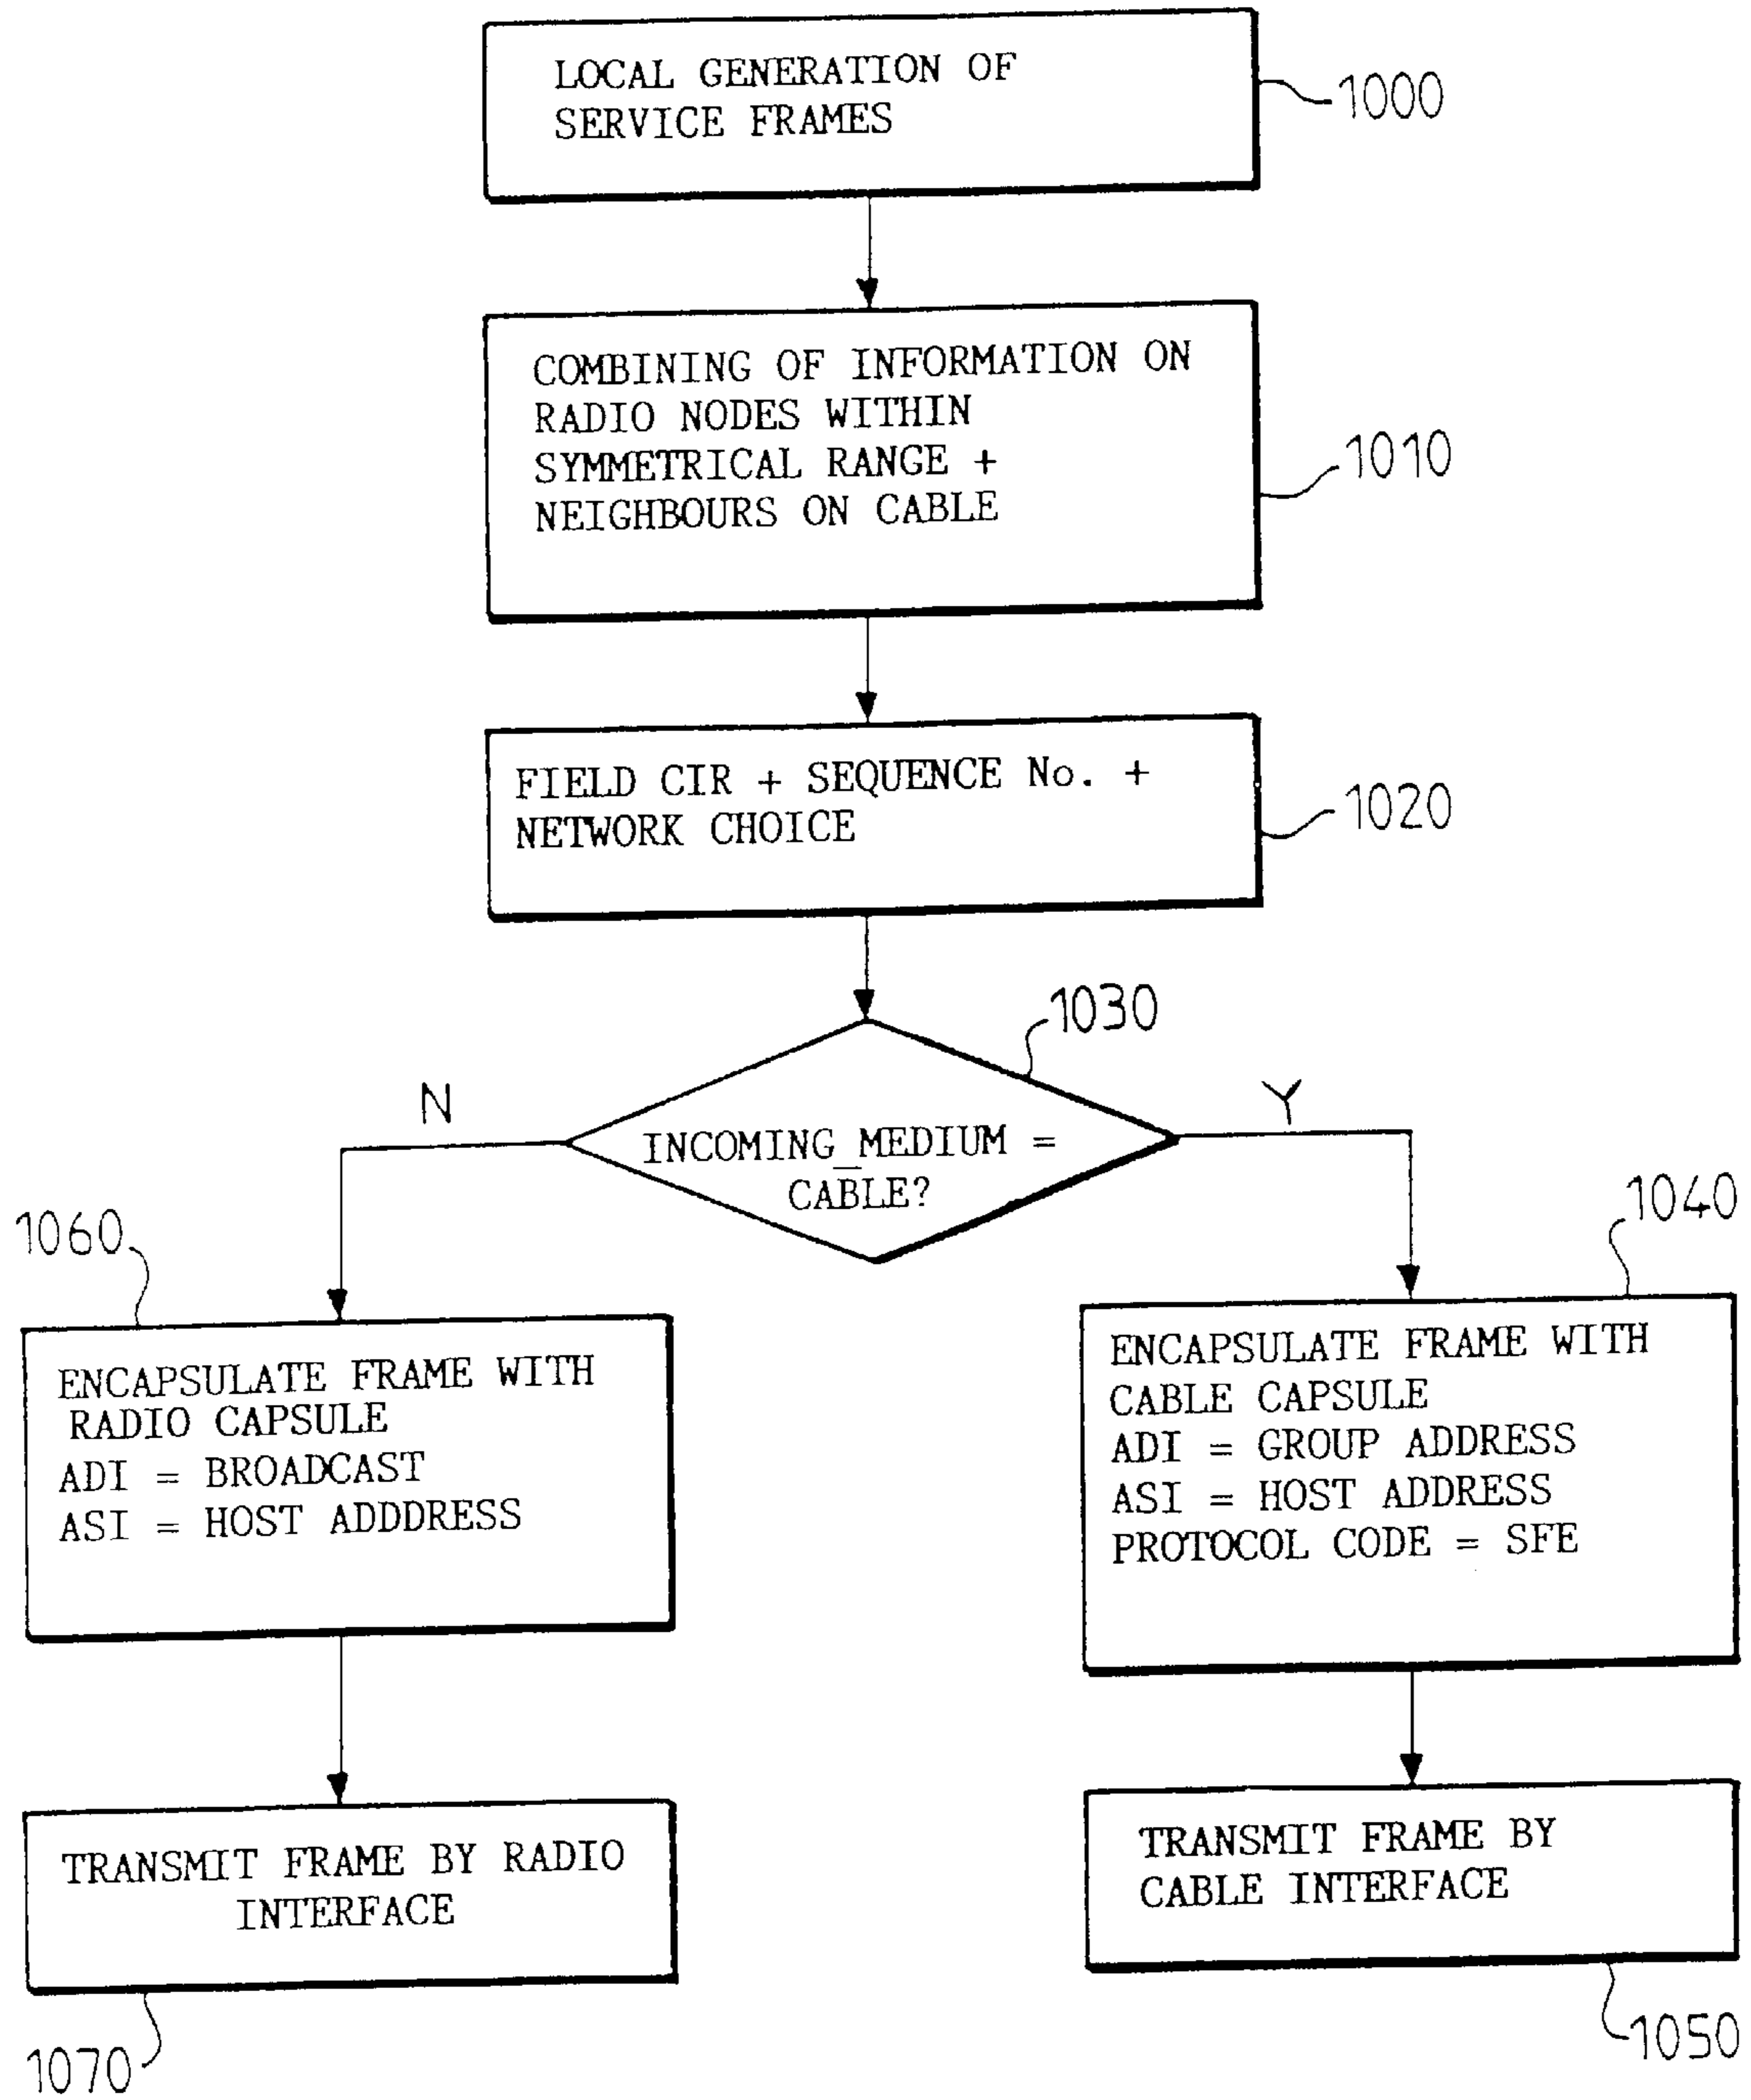 LOCAL GENERATION OF
SERVICE FRAMES
1000
COMBINING OF INFORMATION ON
RADIO NODES WITHIN
SYMMETRICAL RANGE +
NEIGHBOURS ON CABLE
1010
FIELD CIR + SEQUENCE No. +
NETWORK CHOICE
1020
1030
N
Y
INCOMING_MEDIUM =
CABLE?
1060
ENCAPSULATE FRAME WITH
RADIO CAPSULE
ADI = BROADCAST
ASI = HOST ADDDRESS
1040
ENCAPSULATE FRAME WITH
CABLE CAPSULE
ADI = GROUP ADDRESS
ASI = HOST ADDRESS
PROTOCOL CODE = SFE
TRANSMIT FRAME BY RADIO
INTERFACE
1070
TRANSMIT FRAME BY
CABLE INTERFACE
1050